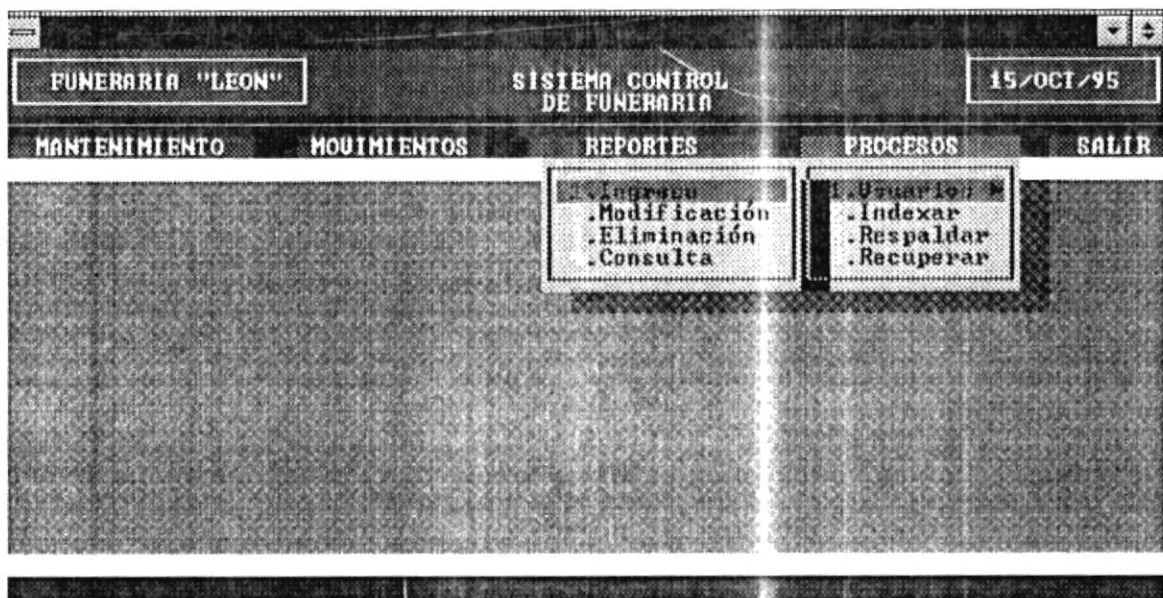 FUNERARIA "LEON"
SISTEMA CONTROL
DE FUNERARIA
15/OCT/95
MANTENIMIENTO MOVIMIENTOS REPORTES PROCESOS SALIR
.Ingreso
.Modificación
.Eliminación
.Consulta
1.Usuarios
.Indexar
.Respaldar
.Recuperar